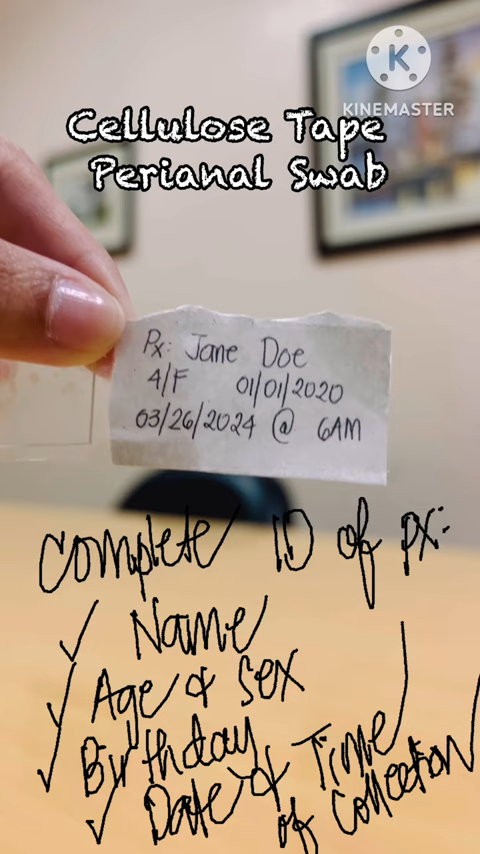 K
KINEMASTER
Cellulose Tape
Perianal Swab
Px: Jane Doe
4/F 01/01/2020
03/26/2024 @ 6AM
Complete ID of px:
✓ Name
✓ Age & Sex
✓ Birthday
✓ Date & Time
of Collection